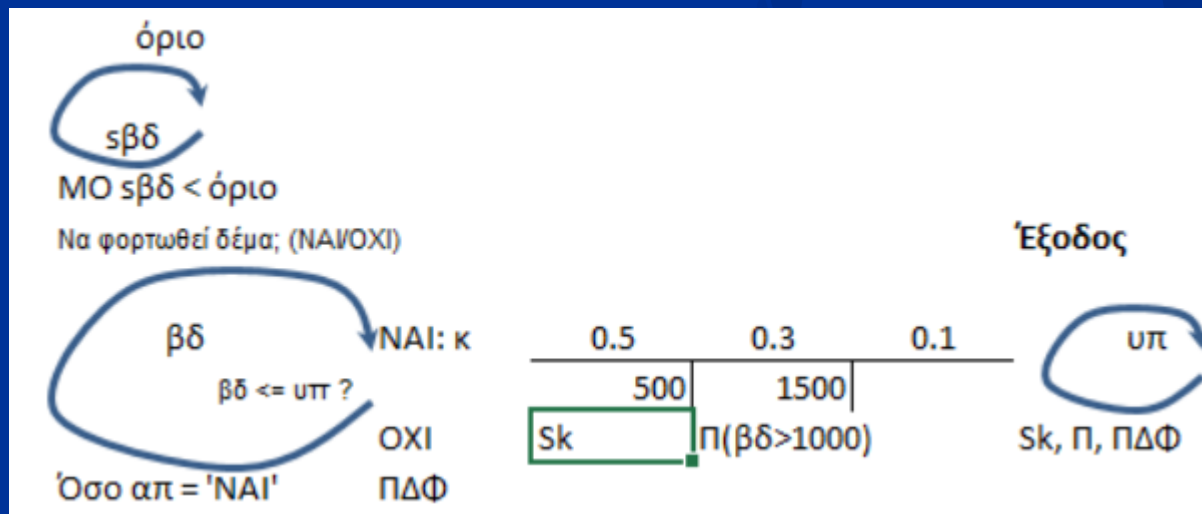 όριο
sβδ
ΜΟ sβδ < όριο
Να φορτωθεί δέμα; (ΝΑΙ/ΟΧΙ)
Έξοδος
βδ ΝΑΙ: κ 0.5 0.3 0.1 υπ
βδ <= υπ ? 500 1500
ΟΧΙ Sk Π(βδ>1000) Sk, Π, ΠΔΦ
Όσο απ = 'ΝΑΙ' ΠΔΦ